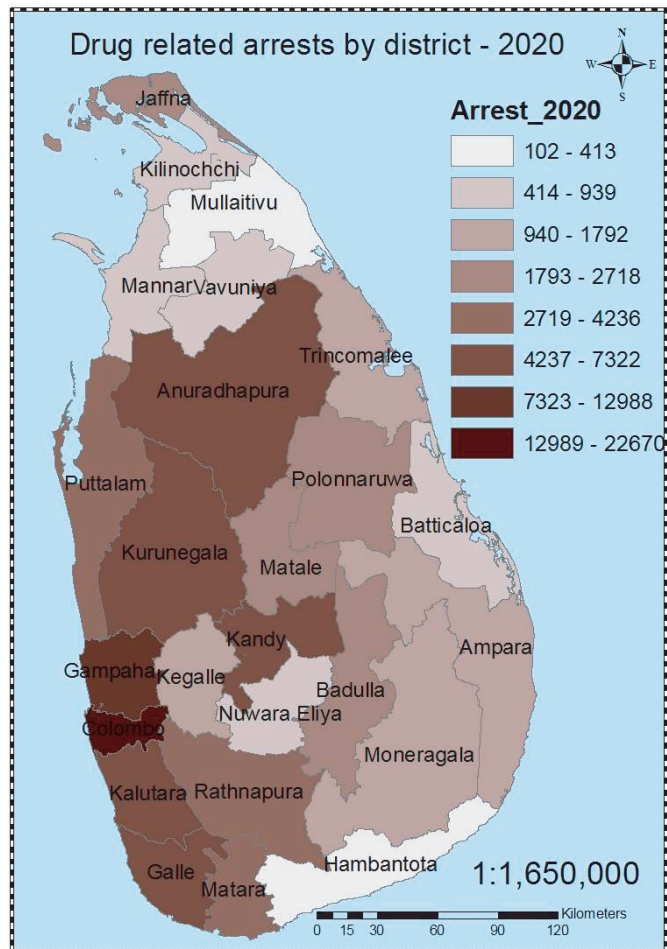 Drug related arrests by district - 2020
N
W E
S
Arrest_2020
102 - 413
414 - 939
940 - 1792
1793 - 2718
2719 - 4236
4237 - 7322
7323 - 12988
12989 - 22670
Jaffna
Kilinochchi
Mullaitivu
Mannar
Vavuniya
Trincomalee
Anuradhapura
Puttalam
Polonnaruwa
Batticaloa
Kurunegala
Matale
Kandy
Ampara
Gampaha
Kegalle
Badulla
Nuwara Eliya
Colombo
Moneragala
Kalutara
Rathnapura
Galle
Matara
Hambantota
1:1,650,000
Kilometers
0 15 30 60 90 120